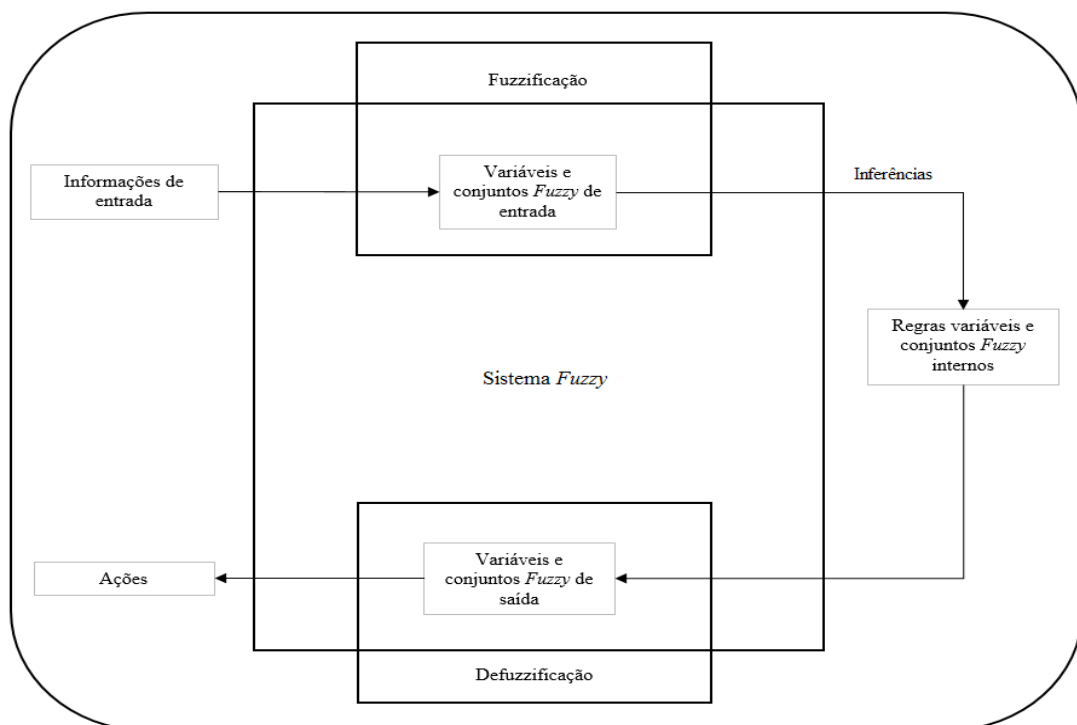 Fuzzificação
Informações de
entrada
Variáveis e
conjuntos Fuzzy de
entrada
Inferências
Regras variáveis e
conjuntos Fuzzy
internos
Sistema Fuzzy
Ações
Variáveis e
conjuntos Fuzzy de
saída
Defuzzificação